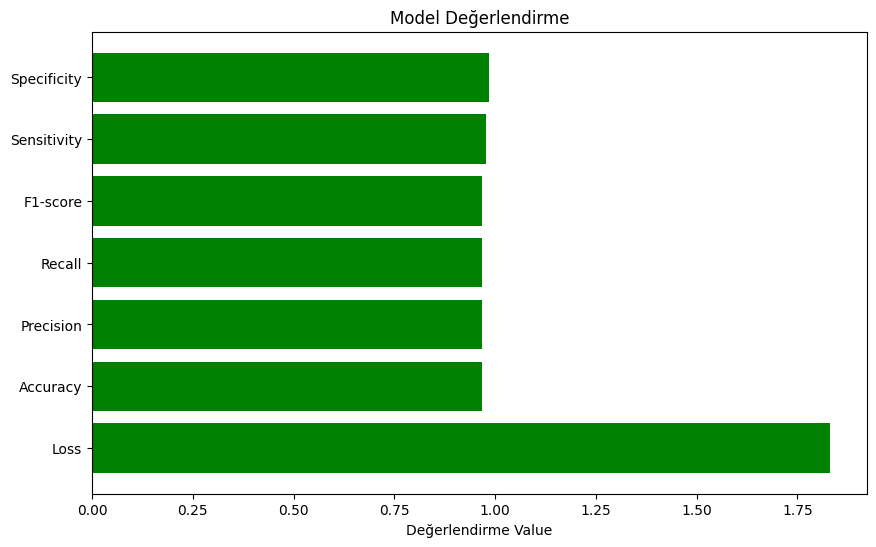 Model Değerlendirme
Specificity
Sensitivity
F1-score
Recall
Precision
Accuracy
Loss
0.00 0.25 0.50 0.75 1.00 1.25 1.50 1.75
Değerlendirme Value